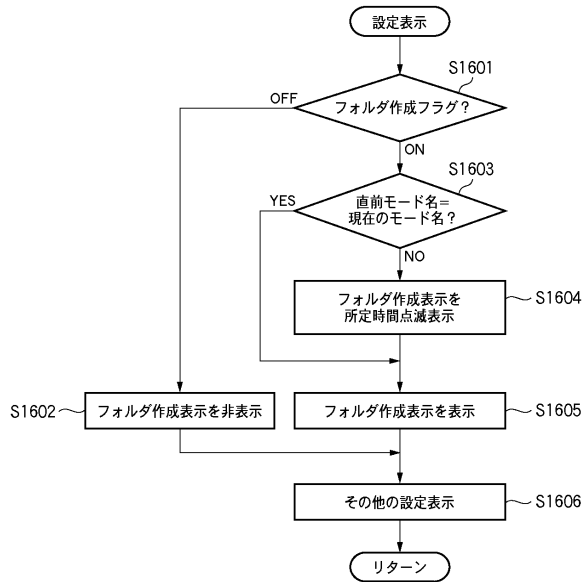 設定表示
S1601
フォルダ作成フラグ？
OFF
ON
S1603
直前モード名＝
現在のモード名？
YES
NO
フォルダ作成表示を
所定時間点滅表示
S1604
S1602
フォルダ作成表示を非表示
フォルダ作成表示を表示
S1605
その他の設定表示
S1606
リターン